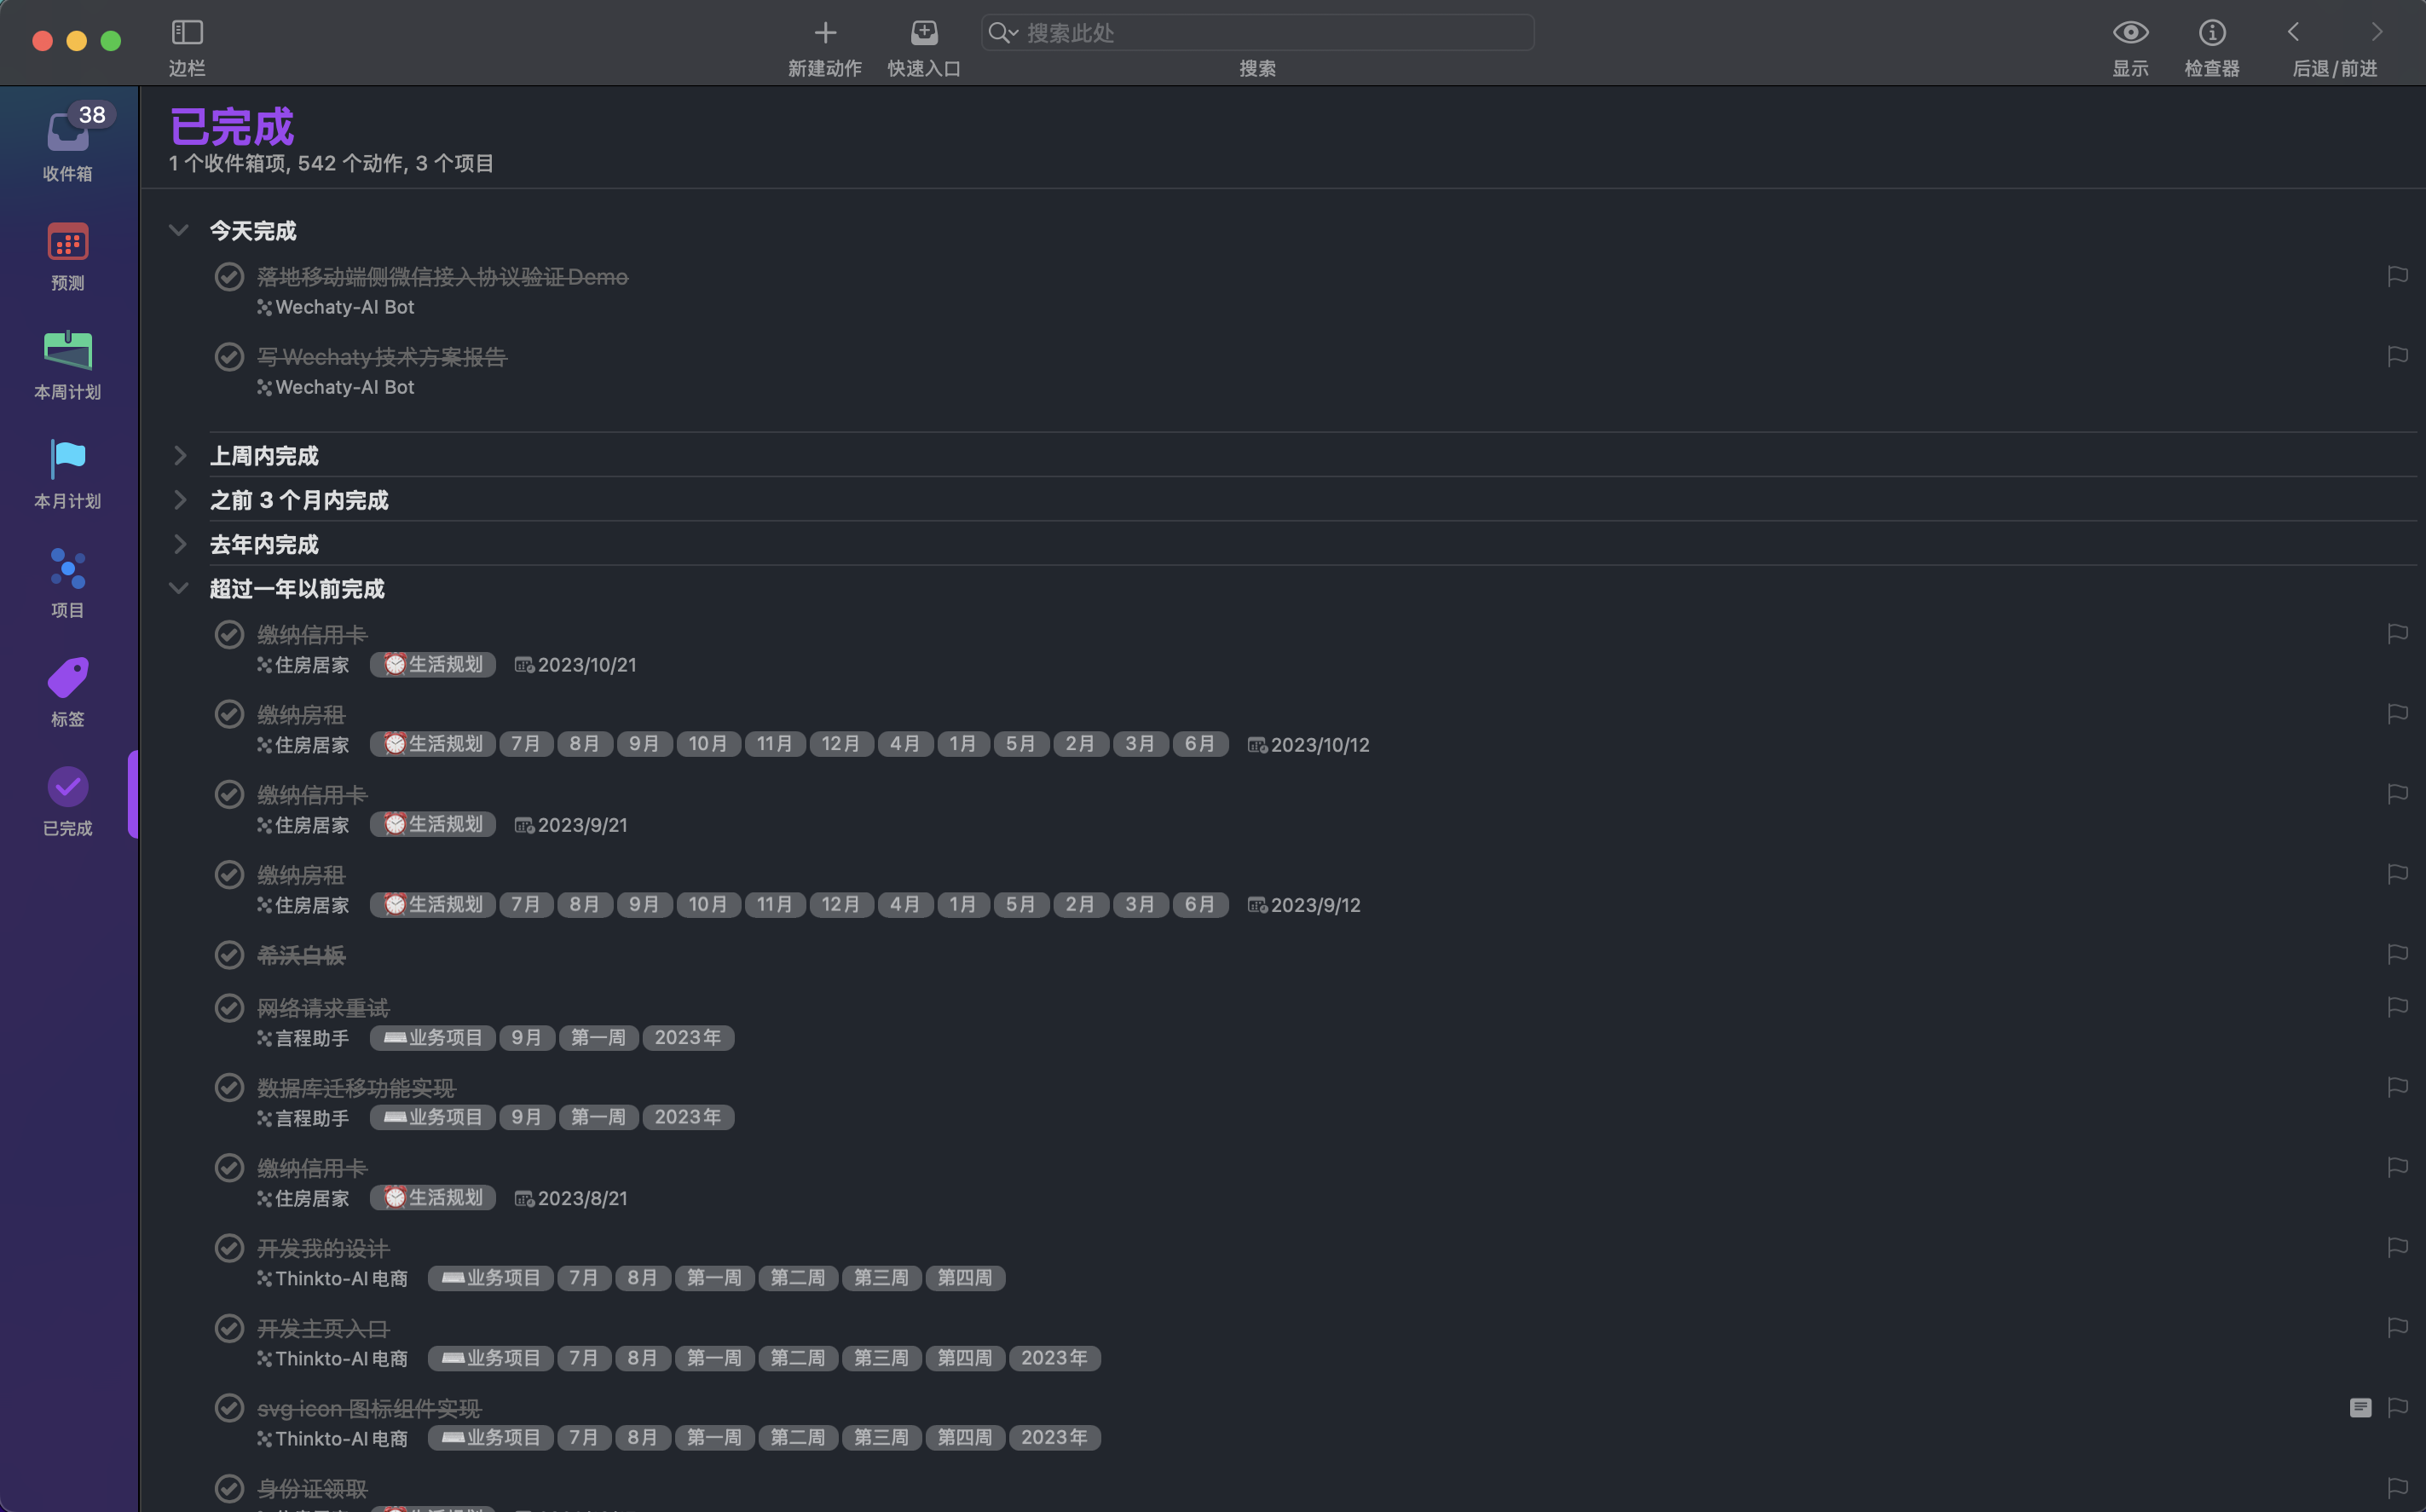 边栏
新建动作
快速入口
搜索此处
搜索
显示
检查器
后退/前进
38
收件箱
预测
本周计划
本月计划
项目
标签
已完成
已完成
1 个收件箱项, 542 个动作, 3 个项目
今天完成
落地移动端侧微信接入协议验证Demo
Wechaty-AI Bot
写 Wechaty 技术方案报告
Wechaty-AI Bot
上周内完成
之前 3 个月内完成
去年内完成
超过一年以前完成
缴纳信用卡
住房居家 ⏰生活规划 2023/10/21
缴纳房租
住房居家 ⏰生活规划 7月 8月 9月 10月 11月 12月 4月 1月 5月 2月 3月 6月 2023/10/12
缴纳信用卡
住房居家 ⏰生活规划 2023/9/21
缴纳房租
住房居家 ⏰生活规划 7月 8月 9月 10月 11月 12月 4月 1月 5月 2月 3月 6月 2023/9/12
希沃白板
网络请求重试
言程助手 业务项目 9月 第一周 2023年
数据库迁移功能实现
言程助手 业务项目 9月 第一周 2023年
缴纳信用卡
住房居家 ⏰生活规划 2023/8/21
开发我的设计
Thinkto-AI 电商 业务项目 7月 8月 第一周 第二周 第三周 第四周
开发主页入口
Thinkto-AI 电商 业务项目 7月 8月 第一周 第二周 第三周 第四周 2023年
svg icon 图标组件实现
Thinkto-AI 电商 业务项目 7月 8月 第一周 第二周 第三周 第四周 2023年
身份证领取